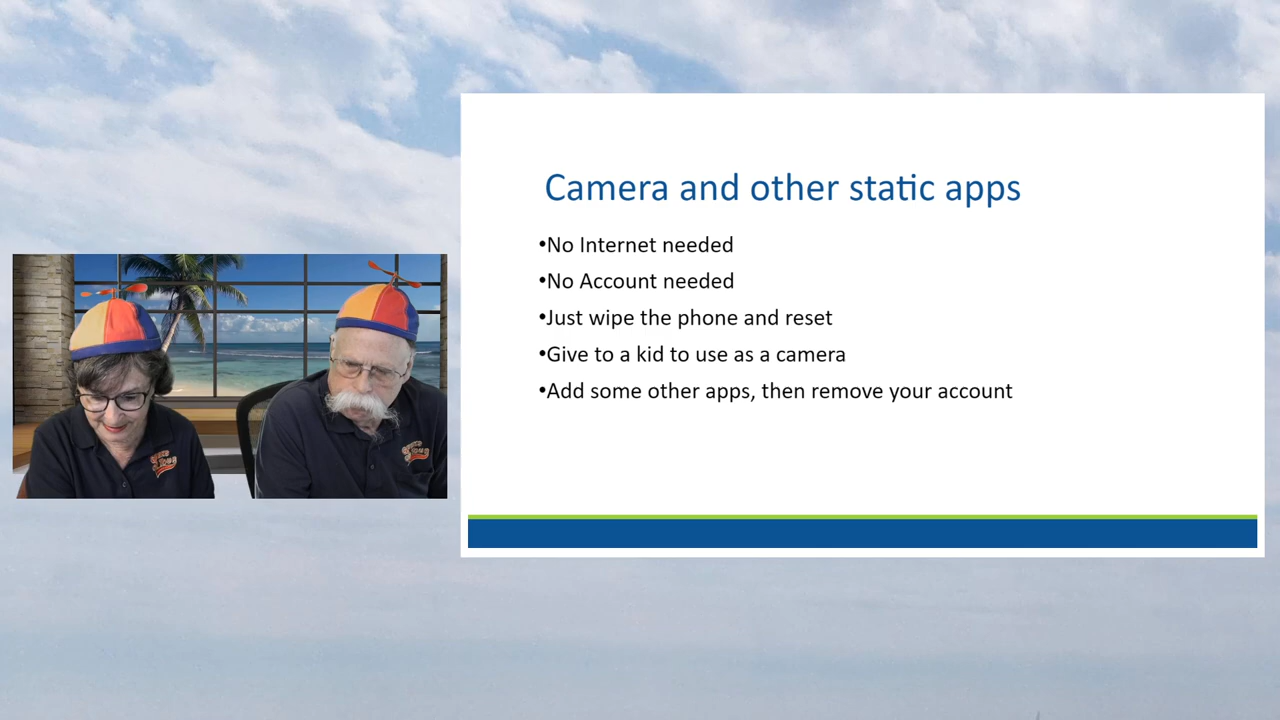 Camera and other static apps
•No Internet needed
•No Account needed
•Just wipe the phone and reset
•Give to a kid to use as a camera
•Add some other apps, then remove your account